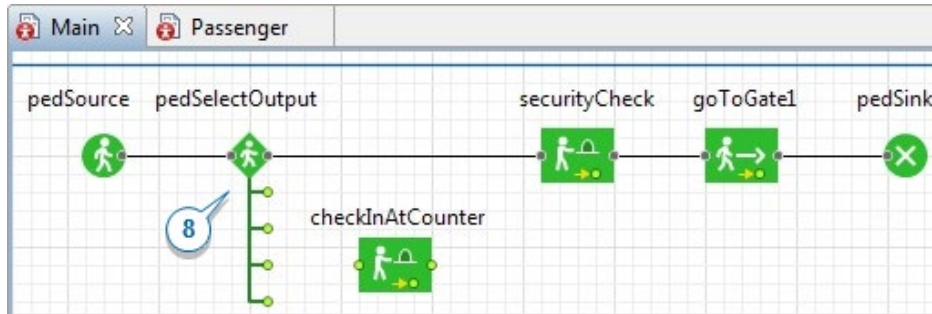 Main Passenger
pedSource pedSelectOutput securityCheck goToGate1 pedSink
8
checkInAtCounter